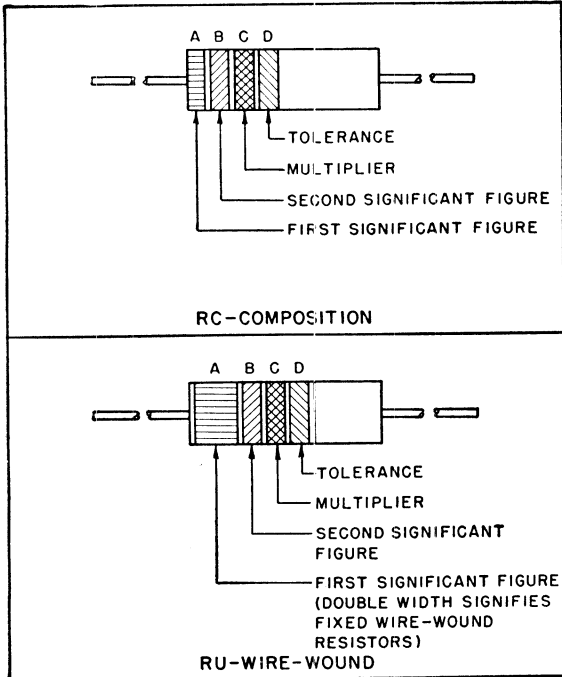 A B C D
TOLERANCE
MULTIPLIER
SECOND SIGNIFICANT FIGURE
FIRST SIGNIFICANT FIGURE
RC-COMPOSITION
A B C D
TOLERANCE
MULTIPLIER
SECOND SIGNIFICANT
FIGURE
FIRST SIGNIFICANT FIGURE
(DOUBLE WIDTH SIGNIFIES
FIXED WIRE-WOUND
RESISTORS)
RU-WIRE-WOUND